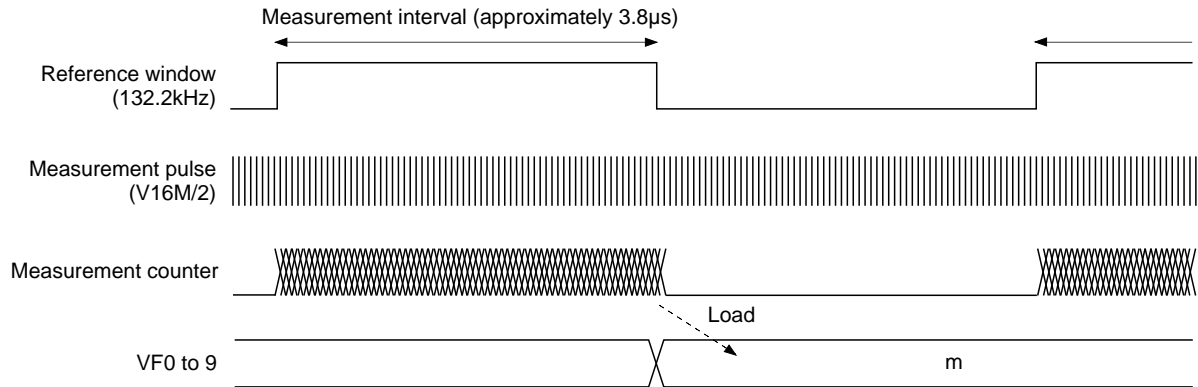 Measurement interval (approximately 3.8µs)
Reference window
(132.2kHz)
Measurement pulse
(V16M/2)
Measurement counter
Load
VF0 to 9
m